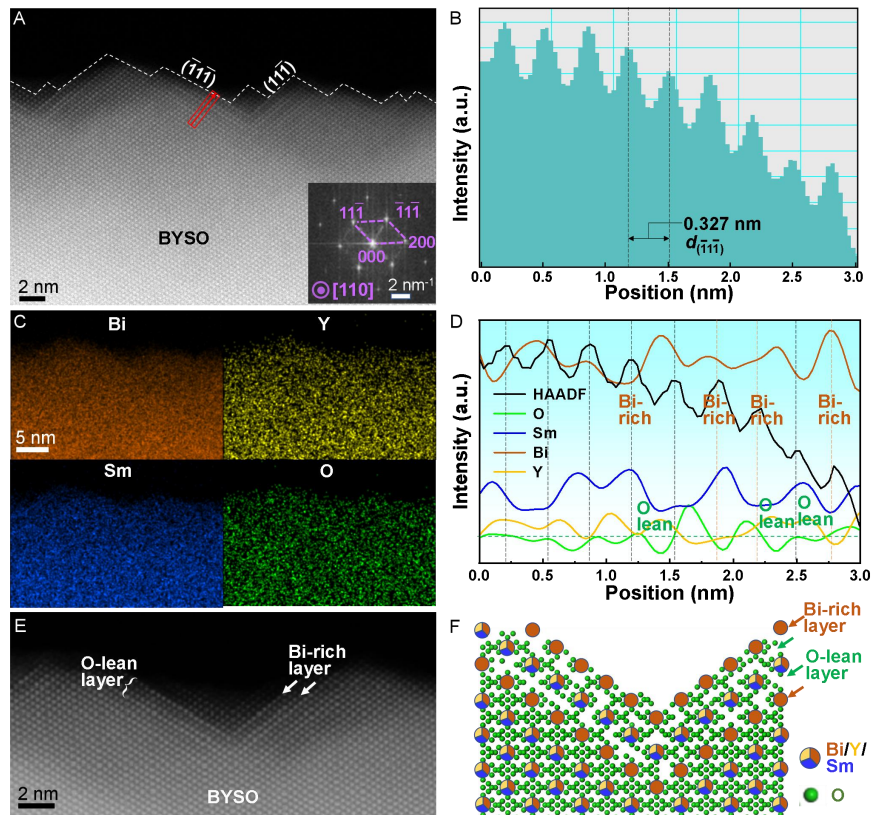 A
(1̄11̄)
(11̄1̄)
BYSO
2 nm
111̄
1̄11̄
000
200
[110]
2 nm⁻¹
B
Intensity (a.u.)
0.327 nm
d(1̄11̄)
0.0 0.5 1.0 1.5 2.0 2.5 3.0
Position (nm)
C
Bi
Y
5 nm
Sm
O
D
Intensity (a.u.)
HAADF
O
Sm
Bi
Y
Bi-
rich
Bi-
rich
Bi-
rich
Bi-
rich
O
lean
O
lean
O
lean
0.0 0.5 1.0 1.5 2.0 2.5 3.0
Position (nm)
E
O-lean
layer
Bi-rich
layer
2 nm
BYSO
F
Bi-rich
layer
O-lean
layer
Bi/Y/
Sm
O